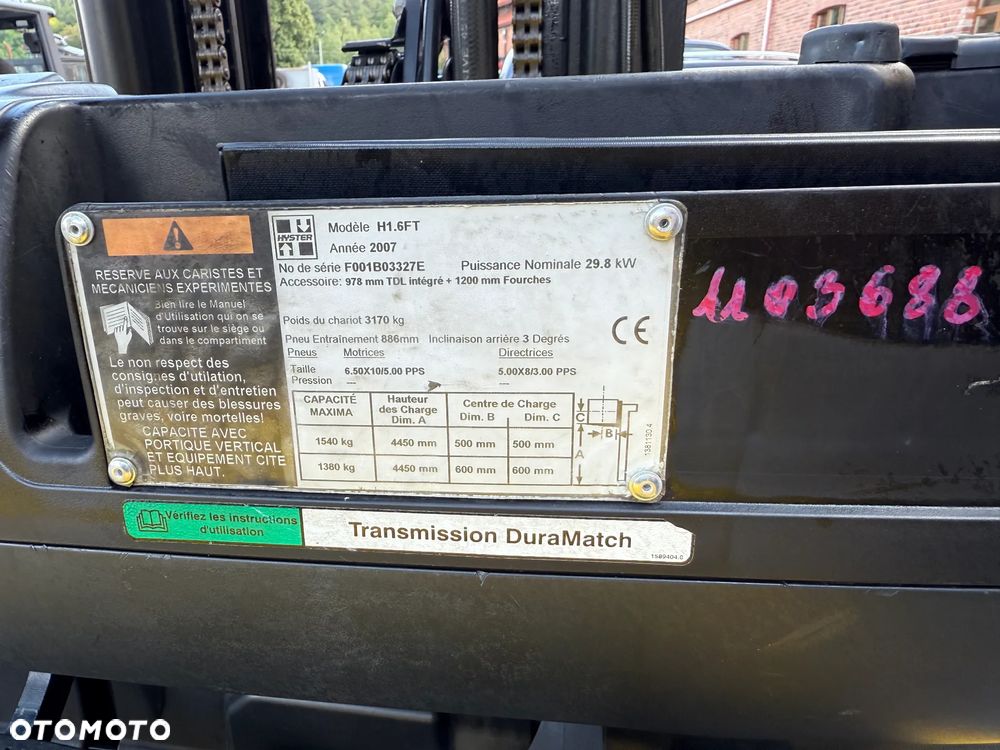 HYSTER
Modèle H1.6FT
Année 2007
No de série F001B03327E Puissance Nominale 29.8 kW
Accessoire: 978 mm TDL intégré + 1200 mm Fourches
Poids du chariot 3170 kg
Pneu Entraînement 886mm Inclinaison arrière 3 Degrés
Pneus Motrices Directrices
Taille 6.50X10/5.00 PPS 5.00X8/3.00 PPS
Pression --- ---
CE
CAPACITÉ MAXIMA Hauteur des Charge Dim. A Centre de Charge Dim. B Dim. C
1540 kg 4450 mm 500 mm 500 mm
1380 kg 4450 mm 600 mm 600 mm
C
B
A
1381130.4
RESERVE AUX CARISTES ET
MECANICIENS EXPERIMENTES
Bien lire le Manuel
d'Utilisation qui on se
trouve sur le siège ou
dans le compartiment
Le non respect des
consignes d'utilation,
d'inspection et d'entretien
peut causer des blessures
graves, voire mortelles!
CAPACITE AVEC
PORTIQUE VERTICAL
ET EQUIPEMENT CITE
PLUS HAUT.
1103688
Vérifiez les instructions
d'utilisation
Transmission DuraMatch
1589404.0
OTOMOTO